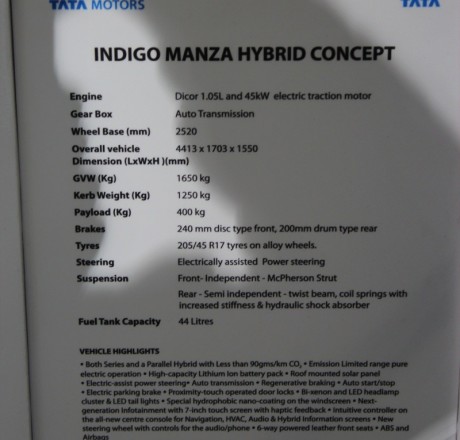 TATA MOTORS TATA
INDIGO MANZA HYBRID CONCEPT
Engine Dicor 1.05L and 45kW electric traction motor
Gear Box Auto Transmission
Wheel Base (mm) 2520
Overall vehicle 4413 x 1703 x 1550
Dimension (LxWxH )(mm)
GVW (Kg) 1650 kg
Kerb Weight (Kg) 1250 kg
Payload (Kg) 400 kg
Brakes 240 mm disc type front, 200mm drum type rear
Tyres 205/45 R17 tyres on alloy wheels.
Steering Electrically assisted Power steering
Suspension Front- Independent - McPherson Strut
Rear - Semi independent - twist beam, coil springs with
increased stiffness & hydraulic shock absorber
Fuel Tank Capacity 44 Litres
VEHICLE HIGHLIGHTS
• Both Series and a Parallel Hybrid with Less than 90gms/km CO₂ • Emission Limited range pure
electric operation • High-capacity Lithium Ion battery pack • Roof mounted solar panel
• Electric-assist power steering• Auto transmission • Regenerative braking • Auto start/stop
• Electric parking brake • Proximity-touch operated door locks • Bi-xenon and LED headlamp
cluster & LED tail lights • Special hydrophobic nano-coating on the windscreen • Next-
generation Infotainment with 7-inch touch screen with haptic feedback • Intuitive controller on
the all-new centre console for Navigation, HVAC, Audio & Hybrid Information screens • New
steering wheel with controls for the audio/phone • 6-way powered leather front seats • ABS and
Airbags